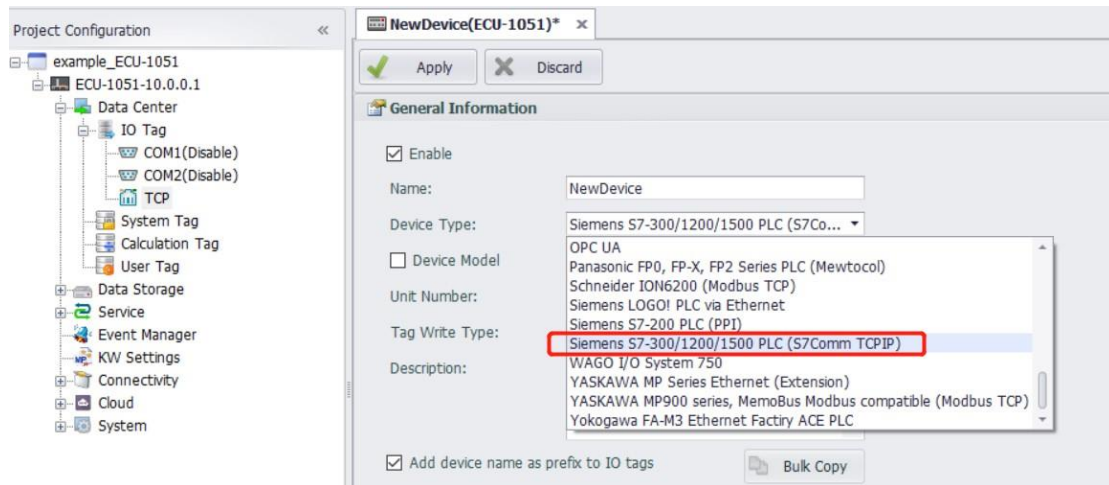 Project Configuration
example_ECU-1051
ECU-1051-10.0.0.1
Data Center
IO Tag
COM1(Disable)
COM2(Disable)
TCP
System Tag
Calculation Tag
User Tag
Data Storage
Service
Event Manager
KW Settings
Connectivity
Cloud
System
NewDevice(ECU-1051)*
Apply
Discard
General Information
Enable
Name:
NewDevice
Device Type:
Siemens S7-300/1200/1500 PLC (S7Co...
Device Model
Unit Number:
Tag Write Type:
Description:
OPC UA
Panasonic FP0, FP-X, FP2 Series PLC (Mewtocol)
Schneider ION6200 (Modbus TCP)
Siemens LOGO! PLC via Ethernet
Siemens S7-200 PLC (PPI)
Siemens S7-300/1200/1500 PLC (S7Comm TCPIP)
WAGO I/O System 750
YASKAWA MP Series Ethernet (Extension)
YASKAWA MP900 series, MemoBus Modbus compatible (Modbus TCP)
Yokogawa FA-M3 Ethernet Factiry ACE PLC
Add device name as prefix to IO tags
Bulk Copy